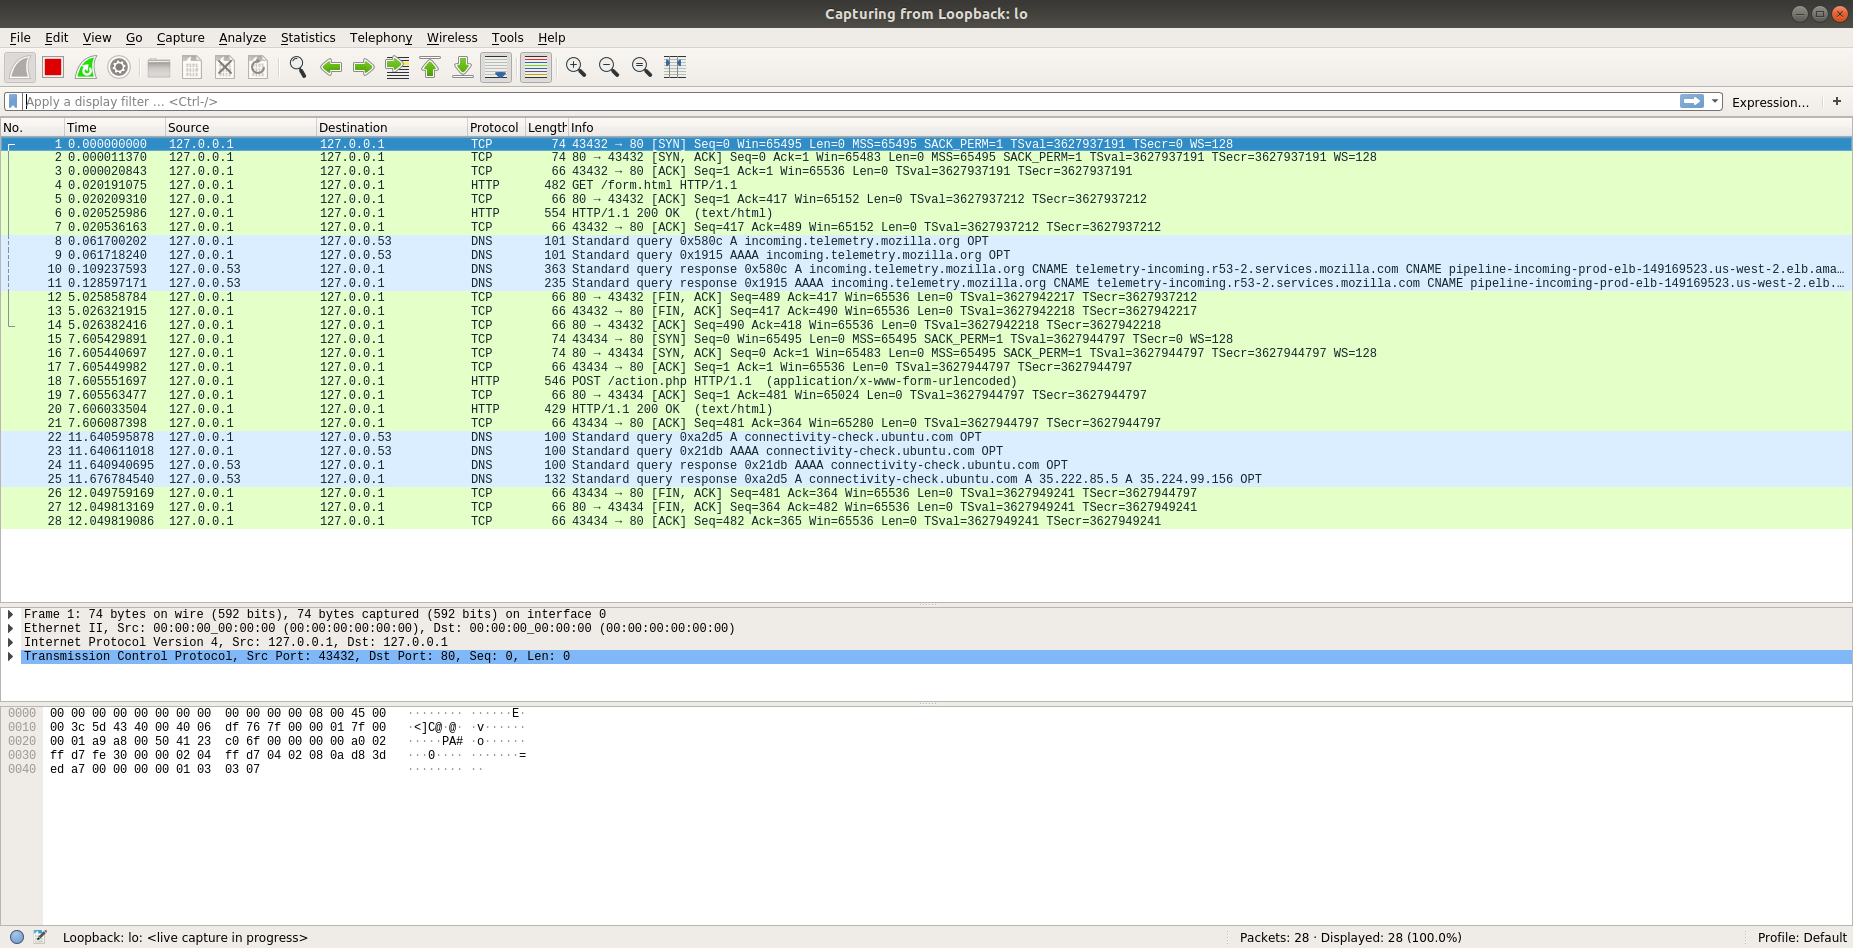 Capturing from Loopback: lo
File Edit View Go Capture Analyze Statistics Telephony Wireless Tools Help
Apply a display filter ... <Ctrl-/> Expression... +
No. Time Source Destination Protocol Length Info
1 0.000000000 127.0.0.1 127.0.0.1 TCP 74 43432 → 80 [SYN] Seq=0 Win=65495 Len=0 MSS=65495 SACK_PERM=1 TSval=3627937191 TSecr=0 WS=128
2 0.000011370 127.0.0.1 127.0.0.1 TCP 74 80 → 43432 [SYN, ACK] Seq=0 Ack=1 Win=65483 Len=0 MSS=65495 SACK_PERM=1 TSval=3627937191 TSecr=3627937191 WS=128
3 0.000020843 127.0.0.1 127.0.0.1 TCP 66 43432 → 80 [ACK] Seq=1 Ack=1 Win=65536 Len=0 TSval=3627937191 TSecr=3627937191
4 0.020191075 127.0.0.1 127.0.0.1 HTTP 482 GET /form.html HTTP/1.1
5 0.020209310 127.0.0.1 127.0.0.1 TCP 66 80 → 43432 [ACK] Seq=1 Ack=417 Win=65152 Len=0 TSval=3627937212 TSecr=3627937212
6 0.020525986 127.0.0.1 127.0.0.1 HTTP 554 HTTP/1.1 200 OK (text/html)
7 0.020536163 127.0.0.1 127.0.0.1 TCP 66 43432 → 80 [ACK] Seq=417 Ack=489 Win=65152 Len=0 TSval=3627937212 TSecr=3627937212
8 0.061700202 127.0.0.1 127.0.0.53 DNS 101 Standard query 0x580c A incoming.telemetry.mozilla.org OPT
9 0.061718240 127.0.0.1 127.0.0.53 DNS 101 Standard query 0x1915 AAAA incoming.telemetry.mozilla.org OPT
10 0.109237593 127.0.0.53 127.0.0.1 DNS 363 Standard query response 0x580c A incoming.telemetry.mozilla.org CNAME telemetry-incoming.r53-2.services.mozilla.com CNAME pipeline-incoming-prod-elb-149169523.us-west-2.elb.ama…
11 0.128597171 127.0.0.53 127.0.0.1 DNS 235 Standard query response 0x1915 AAAA incoming.telemetry.mozilla.org CNAME telemetry-incoming.r53-2.services.mozilla.com CNAME pipeline-incoming-prod-elb-149169523.us-west-2.elb.…
12 5.025858784 127.0.0.1 127.0.0.1 TCP 66 80 → 43432 [FIN, ACK] Seq=489 Ack=417 Win=65536 Len=0 TSval=3627942217 TSecr=3627937212
13 5.026321915 127.0.0.1 127.0.0.1 TCP 66 43432 → 80 [FIN, ACK] Seq=417 Ack=490 Win=65536 Len=0 TSval=3627942218 TSecr=3627942217
14 5.026382416 127.0.0.1 127.0.0.1 TCP 66 80 → 43432 [ACK] Seq=490 Ack=418 Win=65536 Len=0 TSval=3627942218 TSecr=3627942218
15 7.605429891 127.0.0.1 127.0.0.1 TCP 74 43434 → 80 [SYN] Seq=0 Win=65495 Len=0 MSS=65495 SACK_PERM=1 TSval=3627944797 TSecr=0 WS=128
16 7.605440697 127.0.0.1 127.0.0.1 TCP 74 80 → 43434 [SYN, ACK] Seq=0 Ack=1 Win=65483 Len=0 MSS=65495 SACK_PERM=1 TSval=3627944797 TSecr=3627944797 WS=128
17 7.605449982 127.0.0.1 127.0.0.1 TCP 66 43434 → 80 [ACK] Seq=1 Ack=1 Win=65536 Len=0 TSval=3627944797 TSecr=3627944797
18 7.605551697 127.0.0.1 127.0.0.1 HTTP 546 POST /action.php HTTP/1.1 (application/x-www-form-urlencoded)
19 7.605563477 127.0.0.1 127.0.0.1 TCP 66 80 → 43434 [ACK] Seq=1 Ack=481 Win=65024 Len=0 TSval=3627944797 TSecr=3627944797
20 7.606033504 127.0.0.1 127.0.0.1 HTTP 429 HTTP/1.1 200 OK (text/html)
21 7.606087398 127.0.0.1 127.0.0.1 TCP 66 43434 → 80 [ACK] Seq=481 Ack=364 Win=65280 Len=0 TSval=3627944797 TSecr=3627944797
22 11.640595878 127.0.0.1 127.0.0.53 DNS 100 Standard query 0xa2d5 A connectivity-check.ubuntu.com OPT
23 11.640611018 127.0.0.1 127.0.0.53 DNS 100 Standard query 0x21db AAAA connectivity-check.ubuntu.com OPT
24 11.640940695 127.0.0.53 127.0.0.1 DNS 100 Standard query response 0x21db AAAA connectivity-check.ubuntu.com OPT
25 11.676784540 127.0.0.53 127.0.0.1 DNS 132 Standard query response 0xa2d5 A connectivity-check.ubuntu.com A 35.222.85.5 A 35.224.99.156 OPT
26 12.049759169 127.0.0.1 127.0.0.1 TCP 66 43434 → 80 [FIN, ACK] Seq=481 Ack=364 Win=65536 Len=0 TSval=3627949241 TSecr=3627944797
27 12.049813169 127.0.0.1 127.0.0.1 TCP 66 80 → 43434 [FIN, ACK] Seq=364 Ack=482 Win=65536 Len=0 TSval=3627949241 TSecr=3627949241
28 12.049819086 127.0.0.1 127.0.0.1 TCP 66 43434 → 80 [ACK] Seq=482 Ack=365 Win=65536 Len=0 TSval=3627949241 TSecr=3627949241
Frame 1: 74 bytes on wire (592 bits), 74 bytes captured (592 bits) on interface 0
Ethernet II, Src: 00:00:00_00:00:00 (00:00:00:00:00:00), Dst: 00:00:00_00:00:00 (00:00:00:00:00:00)
Internet Protocol Version 4, Src: 127.0.0.1, Dst: 127.0.0.1
Transmission Control Protocol, Src Port: 43432, Dst Port: 80, Seq: 0, Len: 0
0000 00 00 00 00 00 00 00 00 00 00 00 00 08 00 45 00 ········ ······E·
0010 00 3c 5d 43 40 00 40 06 df 76 7f 00 00 01 7f 00 ·<]C@·@· ·v······
0020 00 01 a9 a8 00 50 41 23 c0 6f 00 00 00 00 a0 02 ·····PA# ·o······
0030 ff d7 fe 30 00 00 02 04 ff d7 04 02 08 0a d8 3d ···0···· ·······=
0040 ed a7 00 00 00 00 01 03 03 07 ········ ··
Loopback: lo: <live capture in progress> Packets: 28 · Displayed: 28 (100.0%) Profile: Default